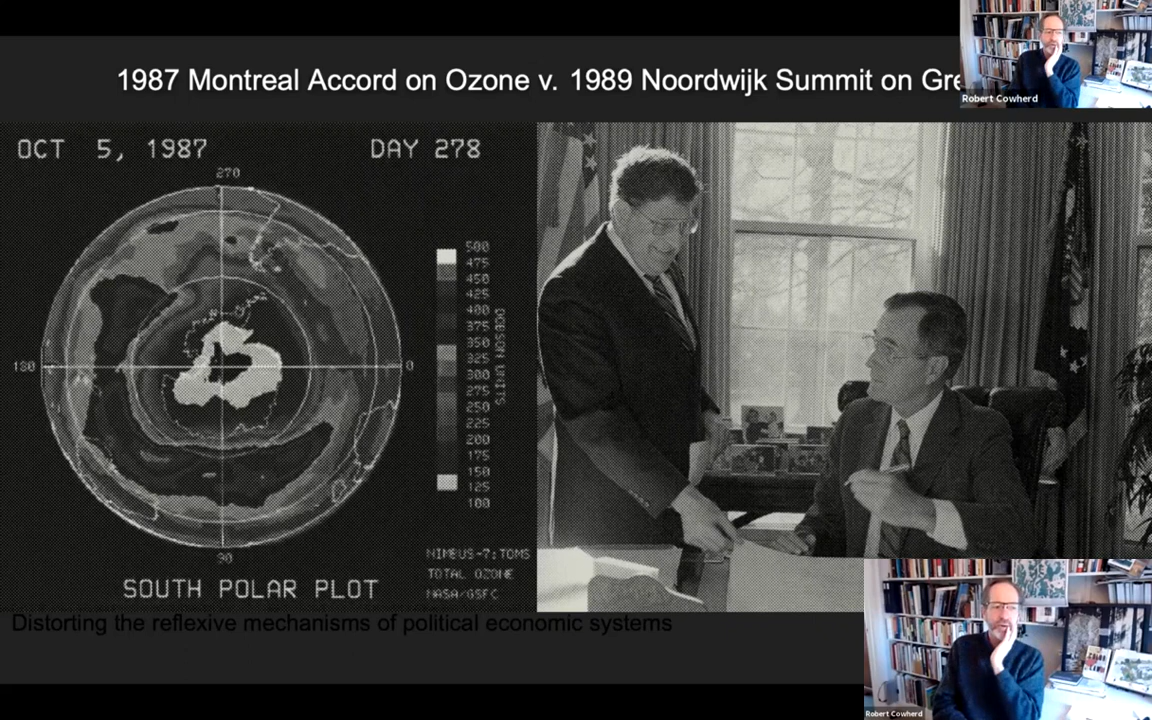 1987 Montreal Accord on Ozone v. 1989 Noordwijk Summit on Gre
Robert Cowherd
OCT 5, 1987 DAY 278
270
180
0
90
500
475
450
425
400
375
350
325
300
275
250
225
200
175
150
125
100
DOBSON UNITS
NIMBUS-7:TOMS
TOTAL OZONE
NASA/GSFC
SOUTH POLAR PLOT
Distorting the reflexive mechanisms of political economic systems
Robert Cowherd